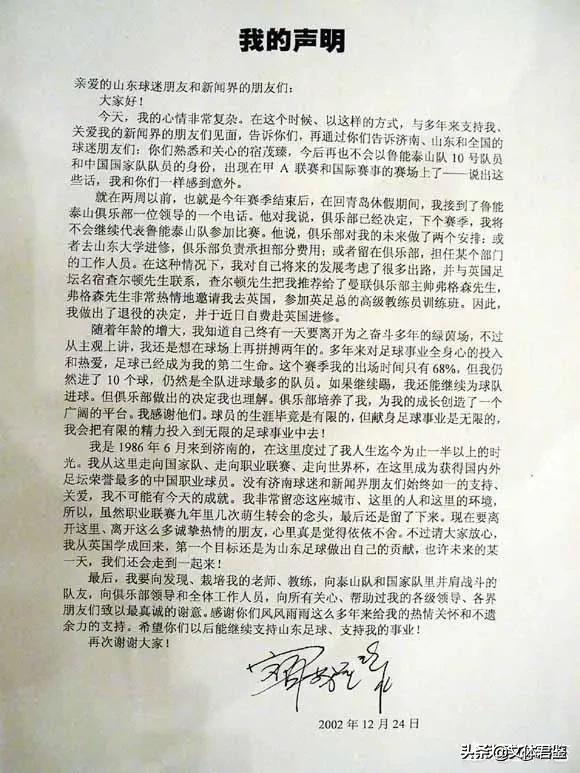 我的声明
亲爱的山东球迷朋友和新闻界的朋友们：
大家好！
今天，我的心情非常复杂。在这个时候、以这样的方式，与多年来支持我、
关爱我的新闻界的朋友们见面，告诉你们，再通过你们告诉济南、山东和全国的
球迷朋友们：你们熟悉和关心的宿茂臻，今后再也不会以鲁能泰山队 10 号队员
和中国国家队队员的身份，出现在甲 A 联赛和国际赛事的赛场上了——说出这
些话，我和你们一样感到意外。
就在两周以前，也就是今年赛季结束后，在回青岛休假期间，我接到了鲁能
泰山俱乐部一位领导的一个电话。他对我说，俱乐部已经决定，下个赛季，我将
不会继续代表鲁能泰山队参加比赛。他说，俱乐部对我的未来做了两个安排：或
者去山东大学进修，俱乐部负责承担部分费用；或者留在俱乐部，担任某个部门
的工作人员。在这种情况下，我对自己将来的发展考虑了很多出路，并与英国足
坛名宿查尔顿先生联系，查尔顿先生把我推荐给了曼联俱乐部主帅弗格森先生，
弗格森先生非常热情地邀请我去英国，参加英足总的高级教练员训练班。因此，
我做出了退役的决定，并于近日自费赴英国进修。
随着年龄的增大，我知道自己终有一天要离开为之奋斗多年的绿茵场，不过
从主观上讲，我还是想在球场上再拼搏两年的。多年来对足球事业全身心的投入
和热爱，足球已经成为我的第二生命。这个赛季我的出场时间只有 68%，但我仍
然进了 10 个球，仍然是全队进球最多的队员。如果继续踢，我还能继续为球队
进球。但俱乐部做出的决定我也理解。俱乐部培养了我，为我的成长创造了一个
广阔的平台。我感谢他们。球员的生涯毕竟是有限的，但献身足球事业是无限的，
我会把有限的精力投入到无限的足球事业中去！
我是 1986 年 6 月来到济南的，在这里度过了我人生迄今为止一半以上的时
光。我从这里走向国家队、走向职业联赛、走向世界杯，在这里成为获得国内外
足坛荣誉最多的中国职业球员。没有济南球迷和新闻界朋友们始终如一的支持、
关爱，我不可能有今天的成就。我非常留恋这座城市、这里的人和这里的环境，
所以，虽然职业联赛九年里几次萌生转会的念头，最后还是留了下来。现在要离
开这里、离开这么多诚挚热情的朋友，心里真是觉得依依不舍。不过请大家放心，
我从英国学成回来，第一个目标还是为山东足球做出自己的贡献，也许未来的某
一天，我们还会走到一起来！
最后，我要向发现、栽培我的老师、教练，向泰山队和国家队里并肩战斗的
队友，向俱乐部领导和全体工作人员，向所有关心、帮助过我的各级领导、各界
朋友们致以最真诚的谢意。感谢你们风风雨雨这么多年来给我的热情关怀和不遗
余力的支持。希望你们以后能继续支持山东足球、支持我的事业！
再次谢谢大家！
宿茂臻
2002 年 12 月 24 日
头条@文体君鉴